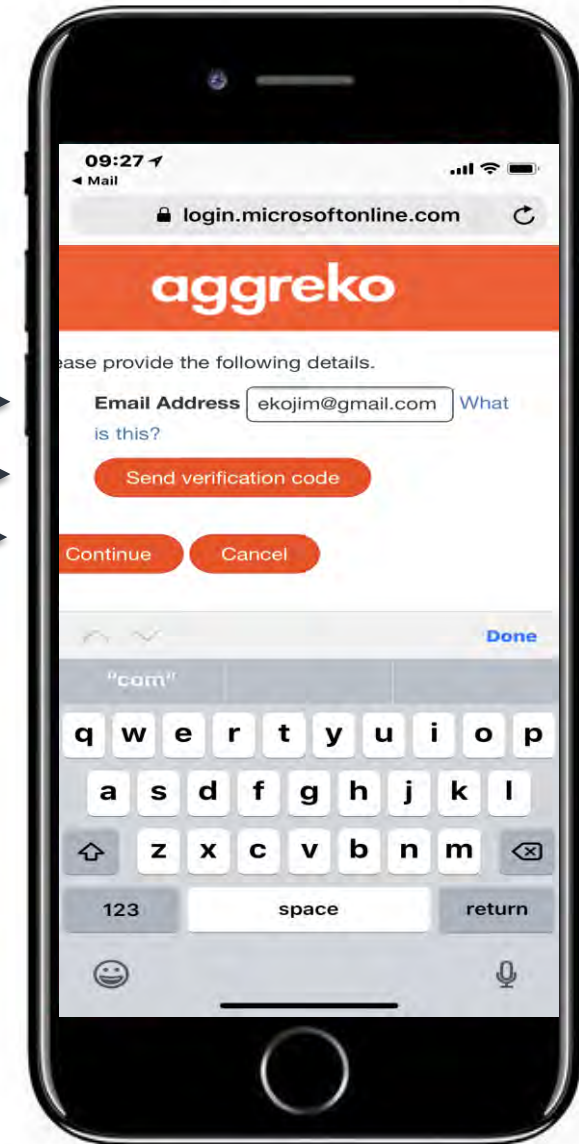 09:27
◀ Mail
login.microsoftonline.com
aggreko
ease provide the following details.
Email Address ekojim@gmail.com What
is this?
Send verification code
Continue Cancel
Done
"com"
q w e r t y u i o p
a s d f g h j k l
z x c v b n m
123 space return